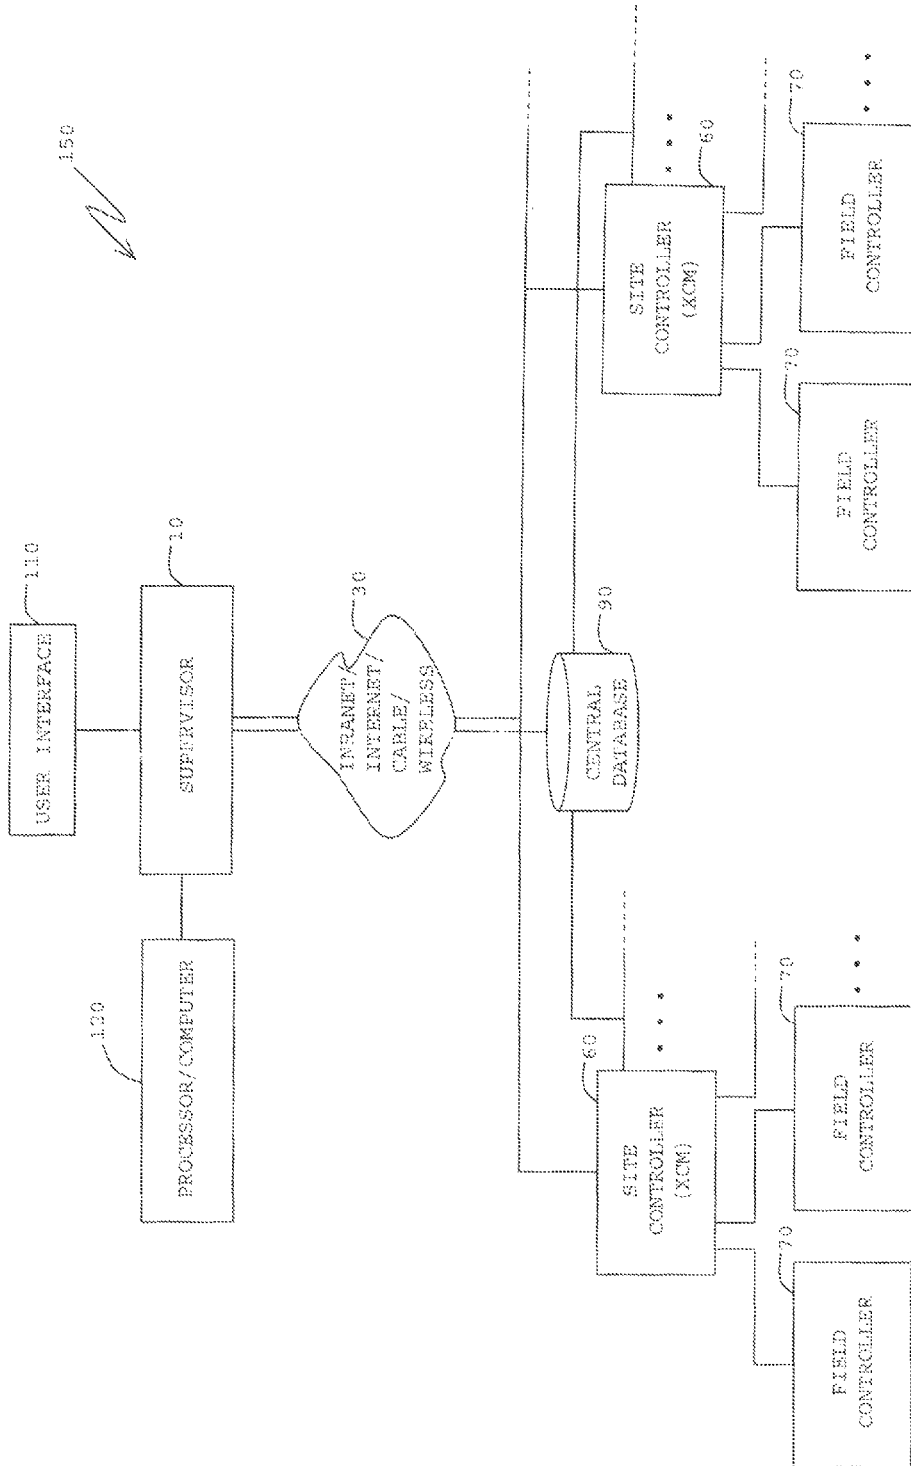 USER INTERFACE
110
150
120
10
PROCESSOR/COMPUTER
SUPERVISOR
30
INRANET/
INTERNET/
CABLE/
WIRELESS
60
90
SITE
CONTROLLER
(XCM)
CENTRAL
DATABASE
SITE
CONTROLLER
(XCM)
60
70
70
70
70
FIELD
CONTROLLER
FIELD
CONTROLLER
FIELD
CONTROLLER
FIELD
CONTROLLER